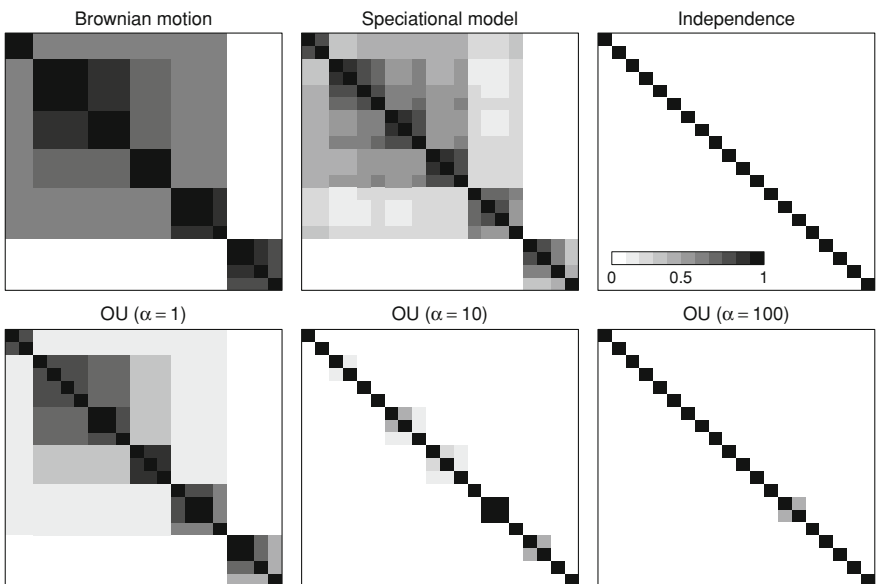 Brownian motion
Speciational model
Independence
0 0.5 1
OU (α = 1)
OU (α = 10)
OU (α = 100)